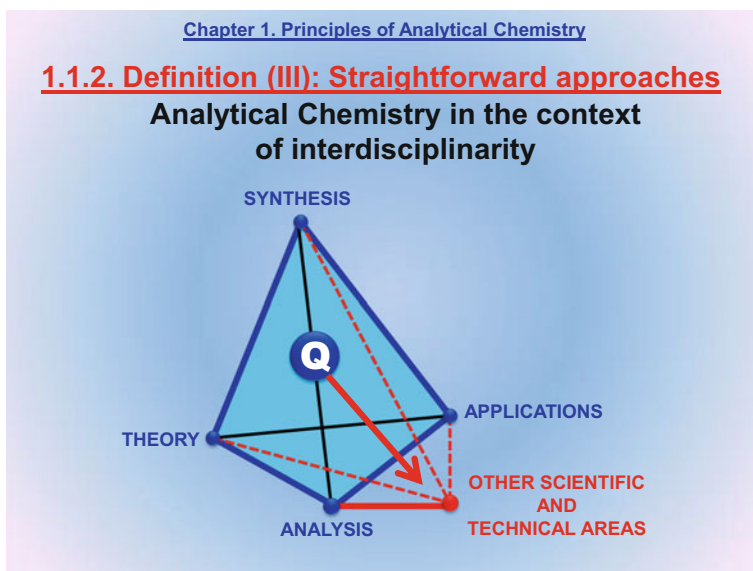 Chapter 1. Principles of Analytical Chemistry
1.1.2. Definition (III): Straightforward approaches
Analytical Chemistry in the context
of interdisciplinarity
SYNTHESIS
Q
APPLICATIONS
THEORY
OTHER SCIENTIFIC
AND
TECHNICAL AREAS
ANALYSIS